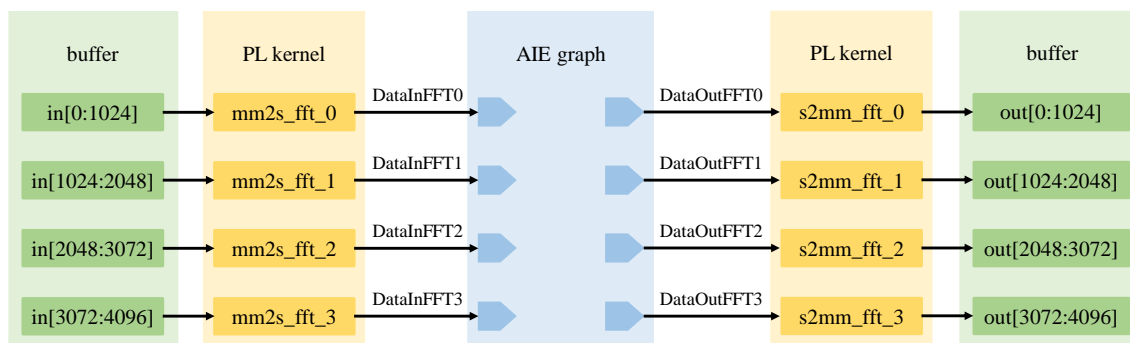 buffer
PL kernel
AIE graph
PL kernel
buffer
in[0:1024]
mm2s_fft_0
DataInFFT0
DataOutFFT0
s2mm_fft_0
out[0:1024]
in[1024:2048]
mm2s_fft_1
DataInFFT1
DataOutFFT1
s2mm_fft_1
out[1024:2048]
in[2048:3072]
mm2s_fft_2
DataInFFT2
DataOutFFT2
s2mm_fft_2
out[2048:3072]
in[3072:4096]
mm2s_fft_3
DataInFFT3
DataOutFFT3
s2mm_fft_3
out[3072:4096]